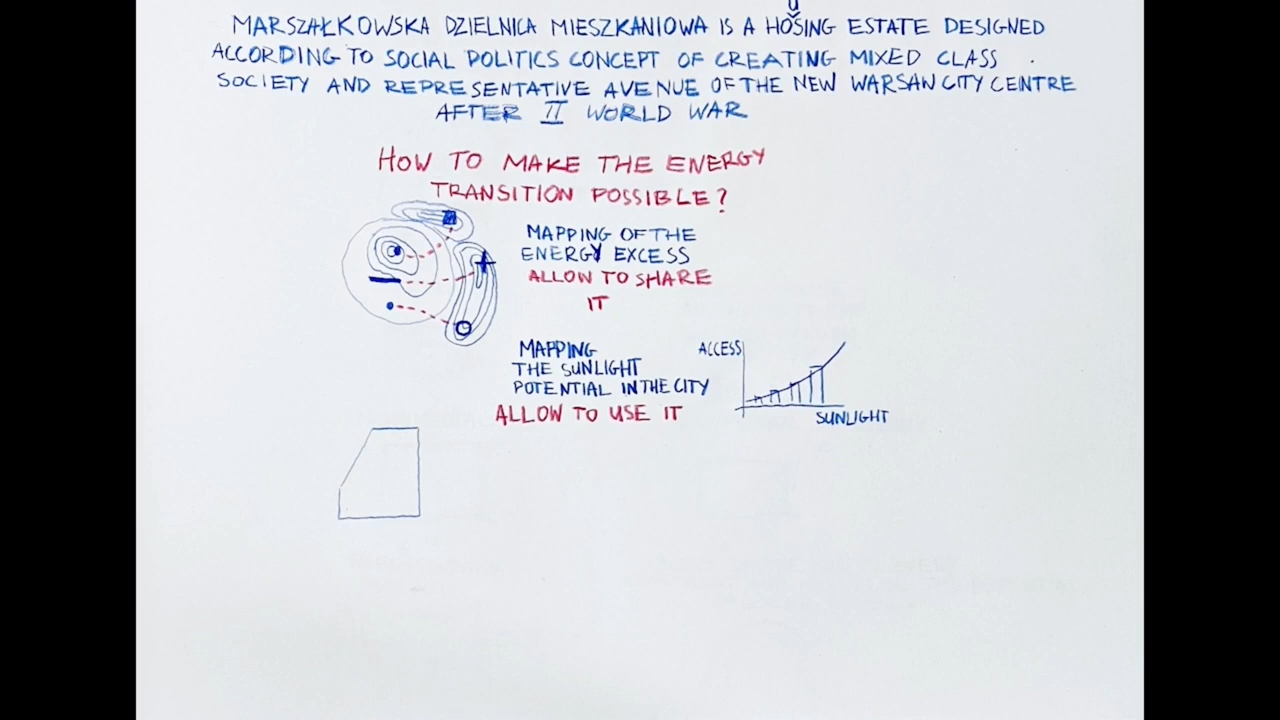 MARSZAŁKOWSKA DZIELNICA MIESZKANIOWA IS A HOUSING ESTATE DESIGNED
ACCORDING TO SOCIAL POLITICS CONCEPT OF CREATING MIXED CLASS
SOCIETY AND REPRESENTATIVE AVENUE OF THE NEW WARSAN CITY CENTRE
AFTER II WORLD WAR
HOW TO MAKE THE ENERGY
TRANSITION POSSIBLE?
MAPPING OF THE
ENERGY EXCESS
ALLOW TO SHARE
IT
MAPPING
THE SUNLIGHT
POTENTIAL IN THE CITY
ALLOW TO USE IT
ACCESS
SUNLIGHT